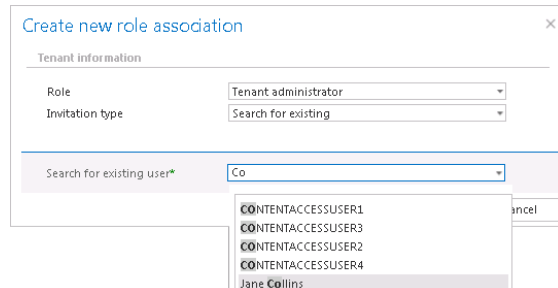 Create new role association
Tenant information
Role Tenant administrator
Invitation type Search for existing
Search for existing user* Co
CONTENTACCESSUSER1
CONTENTACCESSUSER3
CONTENTACCESSUSER2
CONTENTACCESSUSER4
Jane Collins
ancel